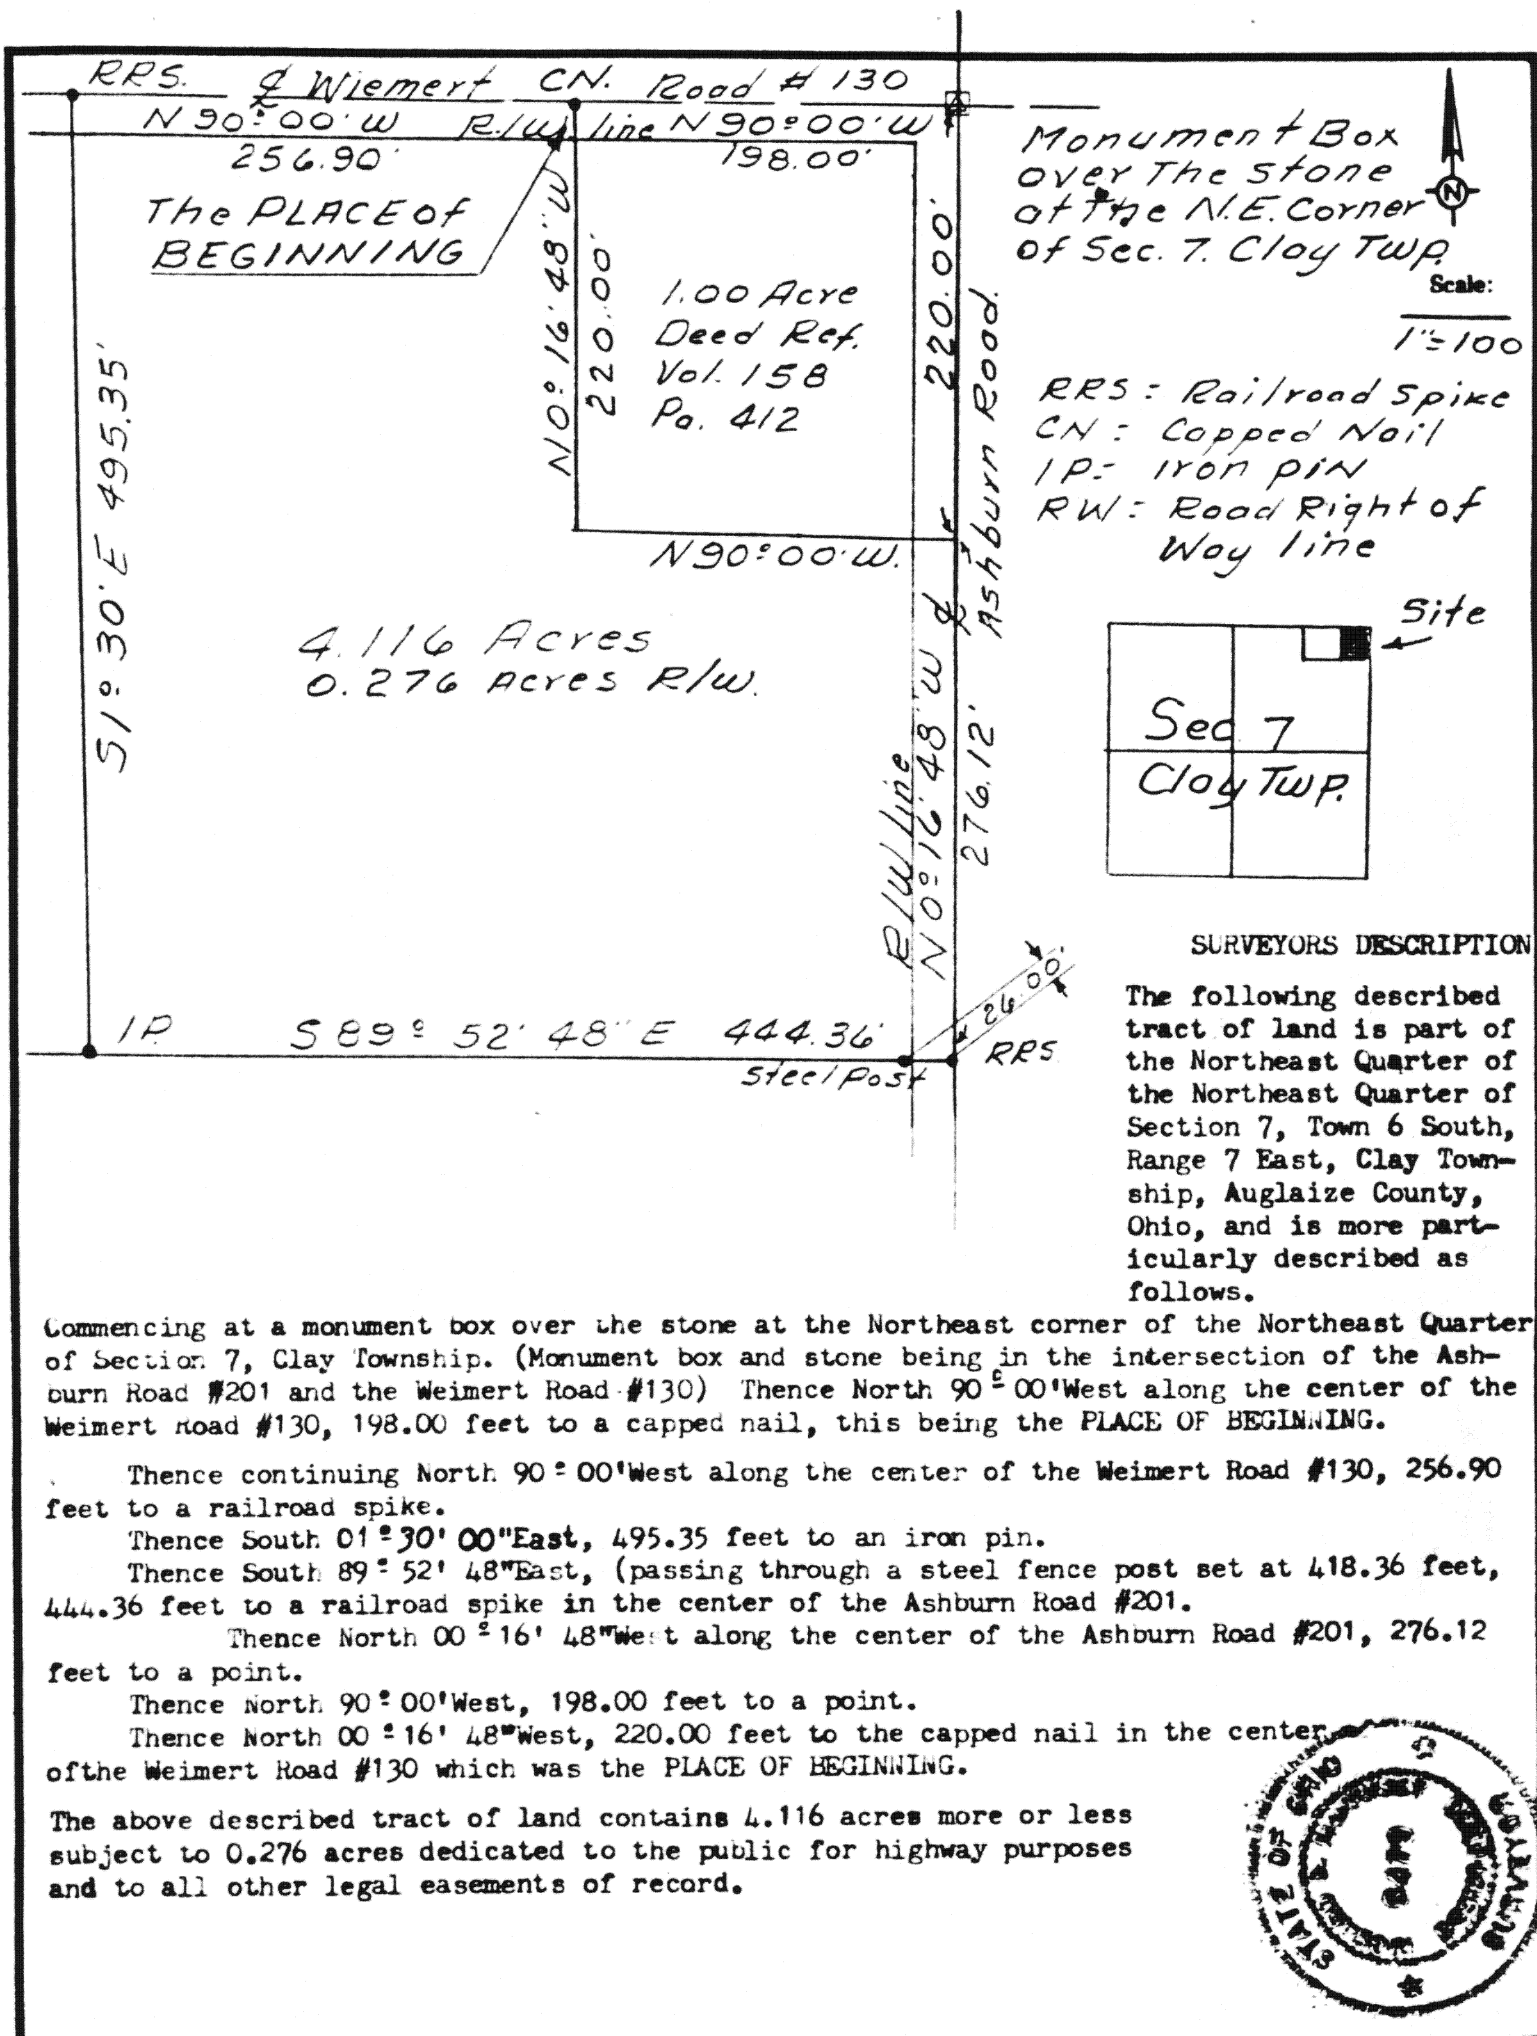 RRS. ℄ Wiemert CN. Road # 130
N 90° 00' W R/W line N 90° 00' W
256.90' 198.00'
The PLACE of
BEGINNING
N 0° 16' 48" W
220.00'
1.00 Acre
Deed Ref.
Vol. 158
Pa. 412
220.00'
Ashburn Road.
℄
Monument Box
over The stone
at The N.E. Corner
of Sec. 7. Clay Twp.
N
Scale:
1"=100
RRS = Railroad Spike
CN = Capped Nail
IP = Iron PIN
RW = Road Right of
Way line
S 1° 30' E 495.35'
N 90° 00' W.
4.116 Acres
0.276 Acres R/W.
R/W Line
N 0° 16' 48" W
276.12'
Site
Sec 7
Clay Twp.
26.00'
I P. S 89° 52' 48" E 444.36' RRS
Steel Post
SURVEYORS DESCRIPTION
The following described
tract of land is part of
the Northeast Quarter of
the Northeast Quarter of
Section 7, Town 6 South,
Range 7 East, Clay Town-
ship, Auglaize County,
Ohio, and is more part-
icularly described as
follows.
Commencing at a monument box over the stone at the Northeast corner of the Northeast Quarter
of Section 7, Clay Township. (Monument box and stone being in the intersection of the Ash-
burn Road #201 and the Weimert Road #130) Thence North 90° 00'West along the center of the
Weimert Road #130, 198.00 feet to a capped nail, this being the PLACE OF BEGINNING.
Thence continuing North 90° 00'West along the center of the Weimert Road #130, 256.90
feet to a railroad spike.
Thence South 01° 30' 00"East, 495.35 feet to an iron pin.
Thence South 89° 52' 48"East, (passing through a steel fence post set at 418.36 feet,
444.36 feet to a railroad spike in the center of the Ashburn Road #201.
Thence North 00° 16' 48"West along the center of the Ashburn Road #201, 276.12
feet to a point.
Thence North 90° 00'West, 198.00 feet to a point.
Thence North 00° 16' 48"West, 220.00 feet to the capped nail in the center
ofthe Weimert Road #130 which was the PLACE OF BEGINNING.
The above described tract of land contains 4.116 acres more or less
subject to 0.276 acres dedicated to the public for highway purposes
and to all other legal easements of record.
STATE OF OHIO
SURVEYOR